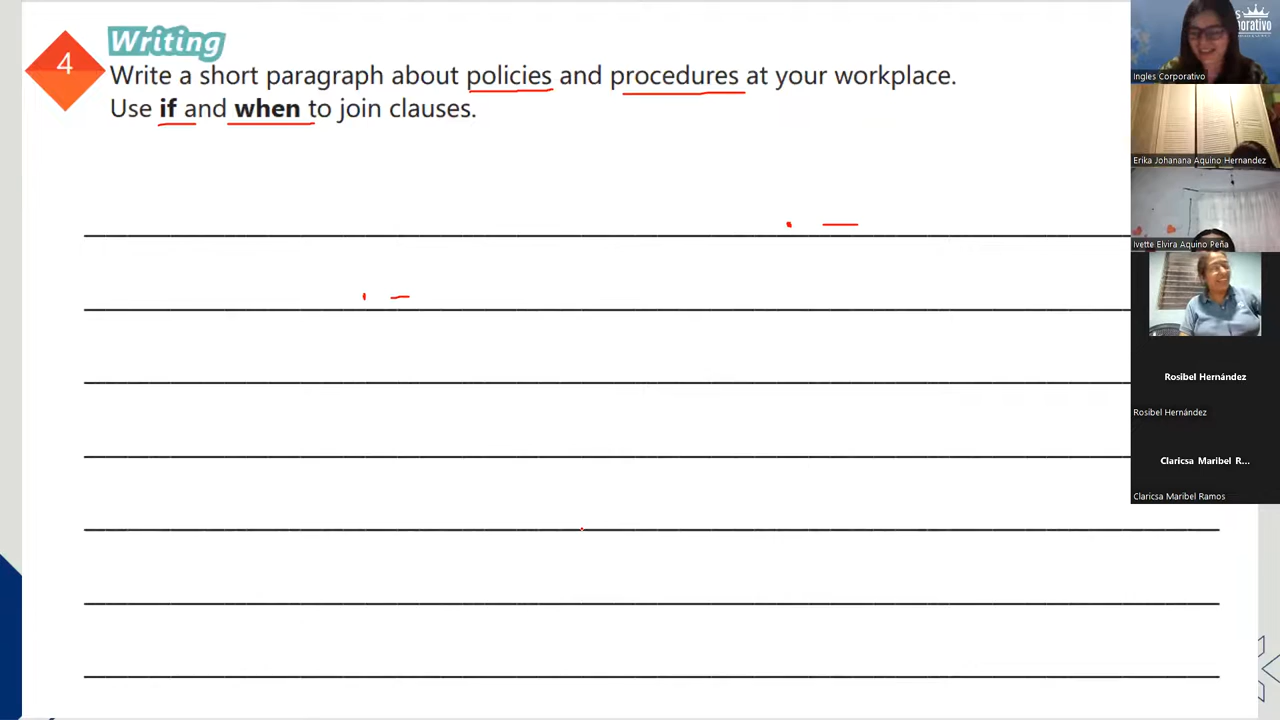 4
Writing
Write a short paragraph about policies and procedures at your workplace.
Use if and when to join clauses.
Ingles Corporativo
Erika Johanana Aquino Hernandez
Ivette Elvira Aquino Peña
Rosibel Hernández
Rosibel Hernández
Claricsa Maribel R...
Claricsa Maribel Ramos